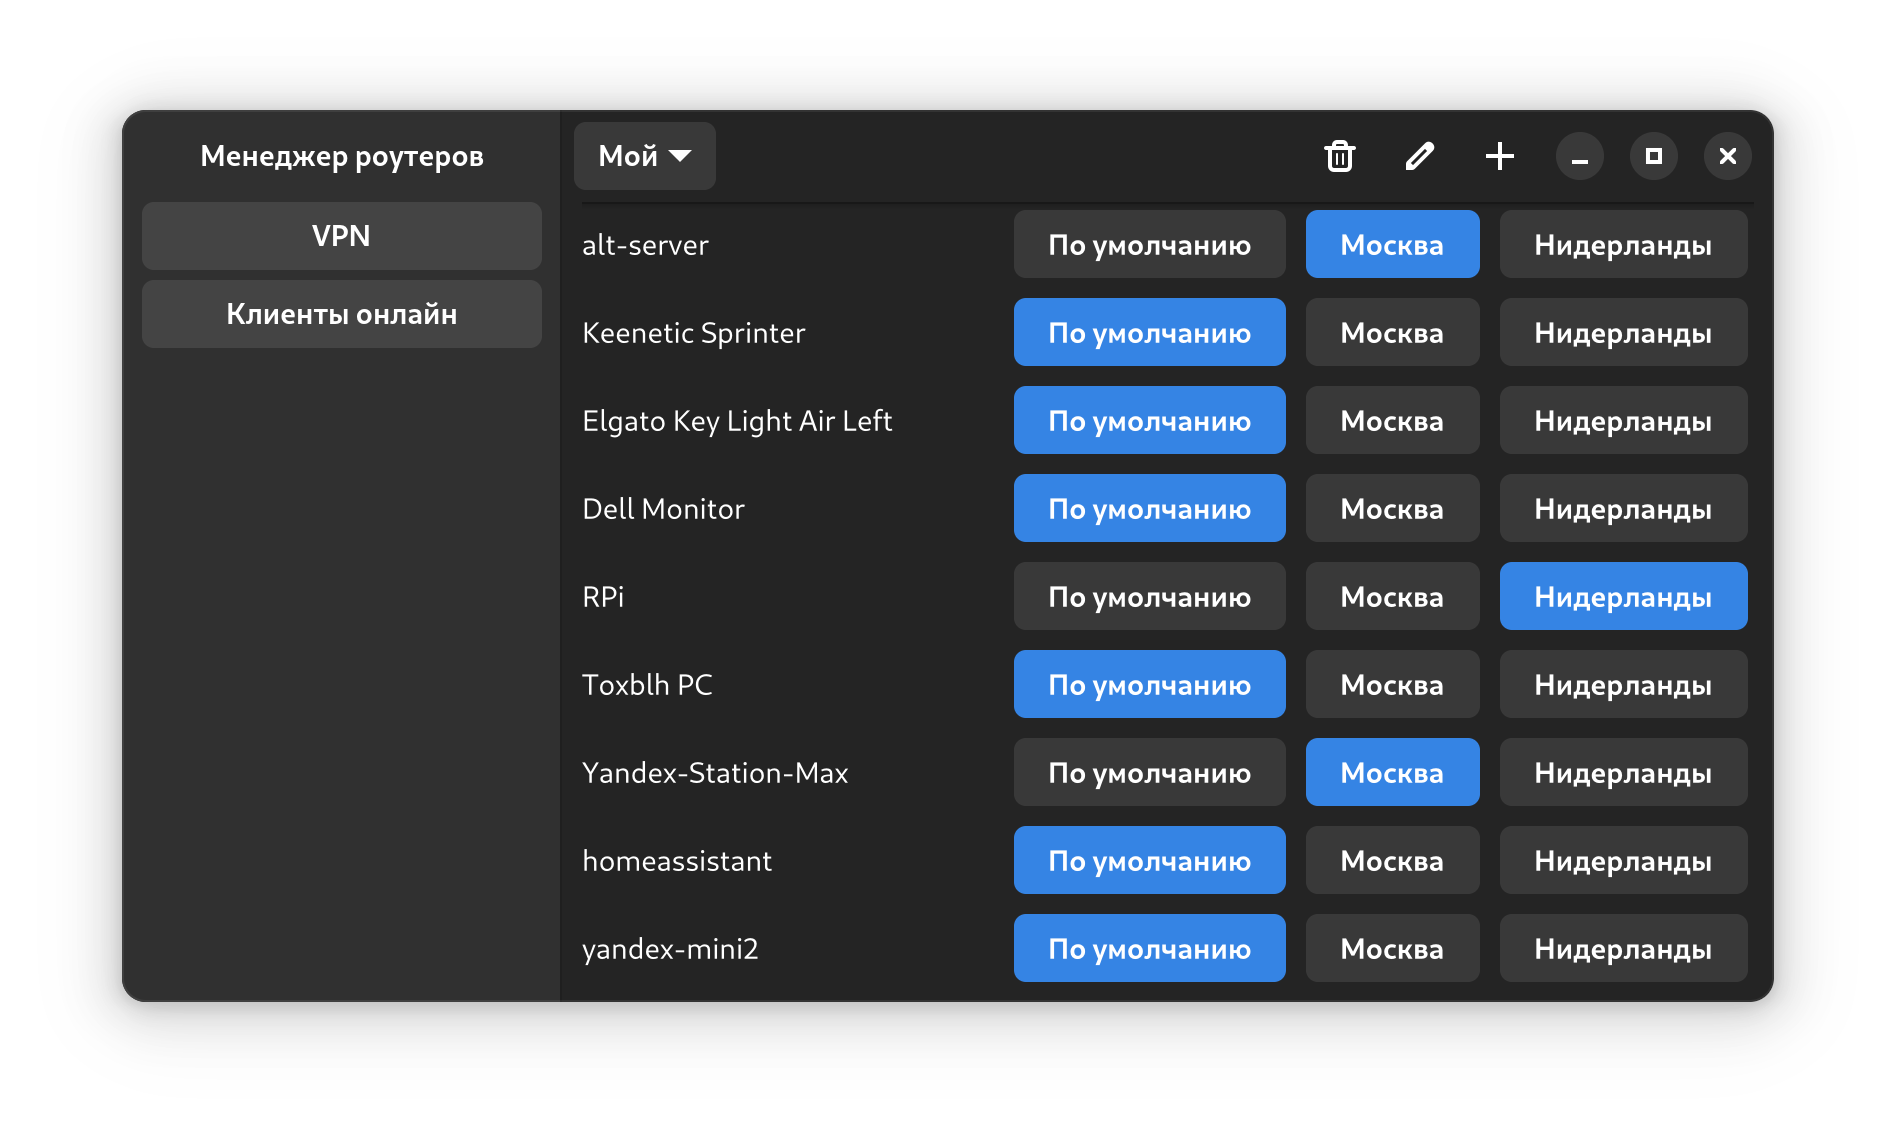 Менеджер роутеров
VPN
Клиенты онлайн
Мой
alt-server По умолчанию Москва Нидерланды
Keenetic Sprinter По умолчанию Москва Нидерланды
Elgato Key Light Air Left По умолчанию Москва Нидерланды
Dell Monitor По умолчанию Москва Нидерланды
RPi По умолчанию Москва Нидерланды
Toxblh PC По умолчанию Москва Нидерланды
Yandex-Station-Max По умолчанию Москва Нидерланды
homeassistant По умолчанию Москва Нидерланды
yandex-mini2 По умолчанию Москва Нидерланды